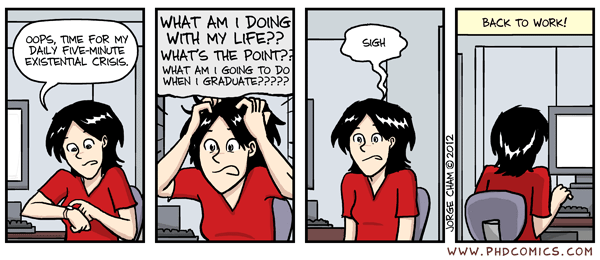 OOPS, TIME FOR MY
DAILY FIVE-MINUTE
EXISTENTIAL CRISIS.
WHAT AM I DOING
WITH MY LIFE??
WHAT'S THE POINT??
WHAT AM I GOING TO DO
WHEN I GRADUATE?????
SIGH
JORGE CHAM © 2012
BACK TO WORK!
WWW.PHDCOMICS.COM